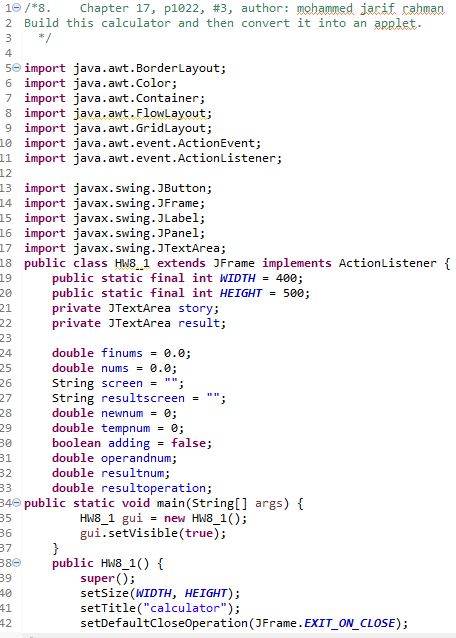 1 /*8.    Chapter 17, p1022, #3, author: mohammed jarif rahman
2 Build this calculator and then convert it into an applet.
3   */
4
5 import java.awt.BorderLayout;
6 import java.awt.Color;
7 import java.awt.Container;
8 import java.awt.FlowLayout;
9 import java.awt.GridLayout;
10 import java.awt.event.ActionEvent;
11 import java.awt.event.ActionListener;
12
13 import javax.swing.JButton;
14 import javax.swing.JFrame;
15 import javax.swing.JLabel;
16 import javax.swing.JPanel;
17 import javax.swing.JTextArea;
18 public class HW8_1 extends JFrame implements ActionListener {
19     public static final int WIDTH = 400;
20     public static final int HEIGHT = 500;
21     private JTextArea story;
22     private JTextArea result;
23
24     double finums = 0.0;
25     double nums = 0.0;
26     String screen = "";
27     String resultscreen = "";
28     double newnum = 0;
29     double tempnum = 0;
30     boolean adding = false;
31     double operandnum;
32     double resultnum;
33     double resultoperation;
34 public static void main(String[] args) {
35         HW8_1 gui = new HW8_1();
36         gui.setVisible(true);
37     }
38     public HW8_1() {
39         super();
40         setSize(WIDTH, HEIGHT);
41         setTitle("calculator");
42         setDefaultCloseOperation(JFrame.EXIT_ON_CLOSE);